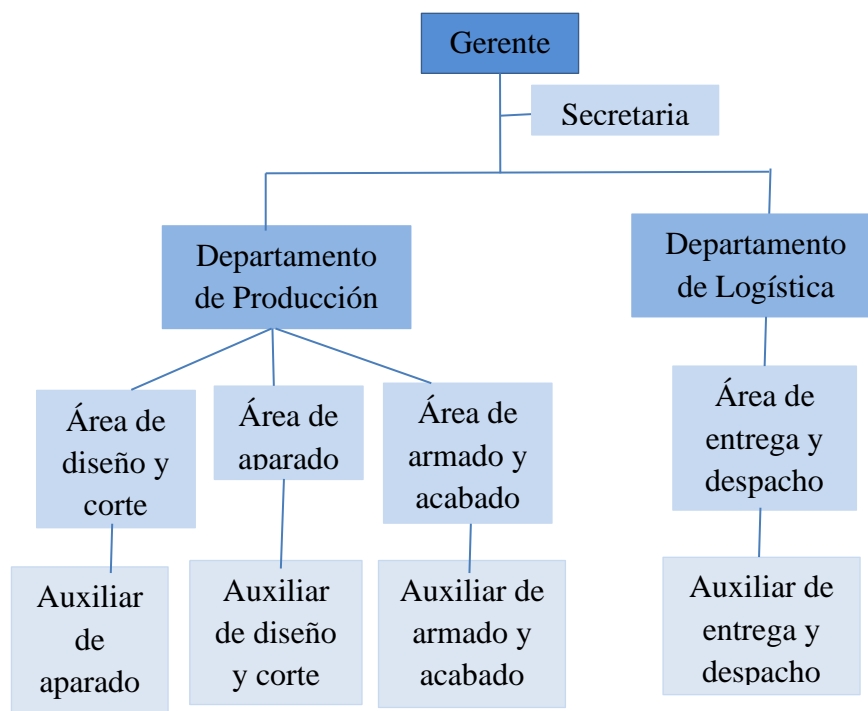 Gerente
Secretaria
Departamento
de Producción
Departamento
de Logística
Área de
diseño y
corte
Área de
aparado
Área de
armado y
acabado
Área de
entrega y
despacho
Auxiliar
de
aparado
Auxiliar
de diseño
y corte
Auxiliar de
armado y
acabado
Auxiliar de
entrega y
despacho